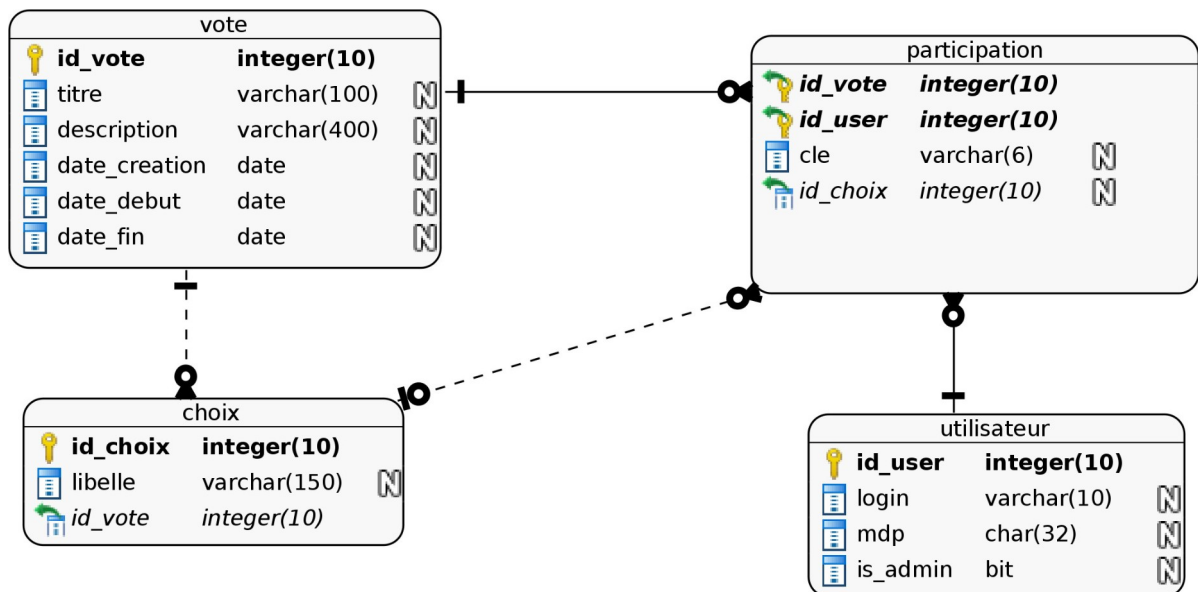 vote
id_vote integer(10)
titre varchar(100) N
description varchar(400) N
date_creation date N
date_debut date N
date_fin date N
participation
id_vote integer(10)
id_user integer(10)
cle varchar(6) N
id_choix integer(10) N
choix
id_choix integer(10)
libelle varchar(150) N
id_vote integer(10)
utilisateur
id_user integer(10)
login varchar(10) N
mdp char(32) N
is_admin bit N